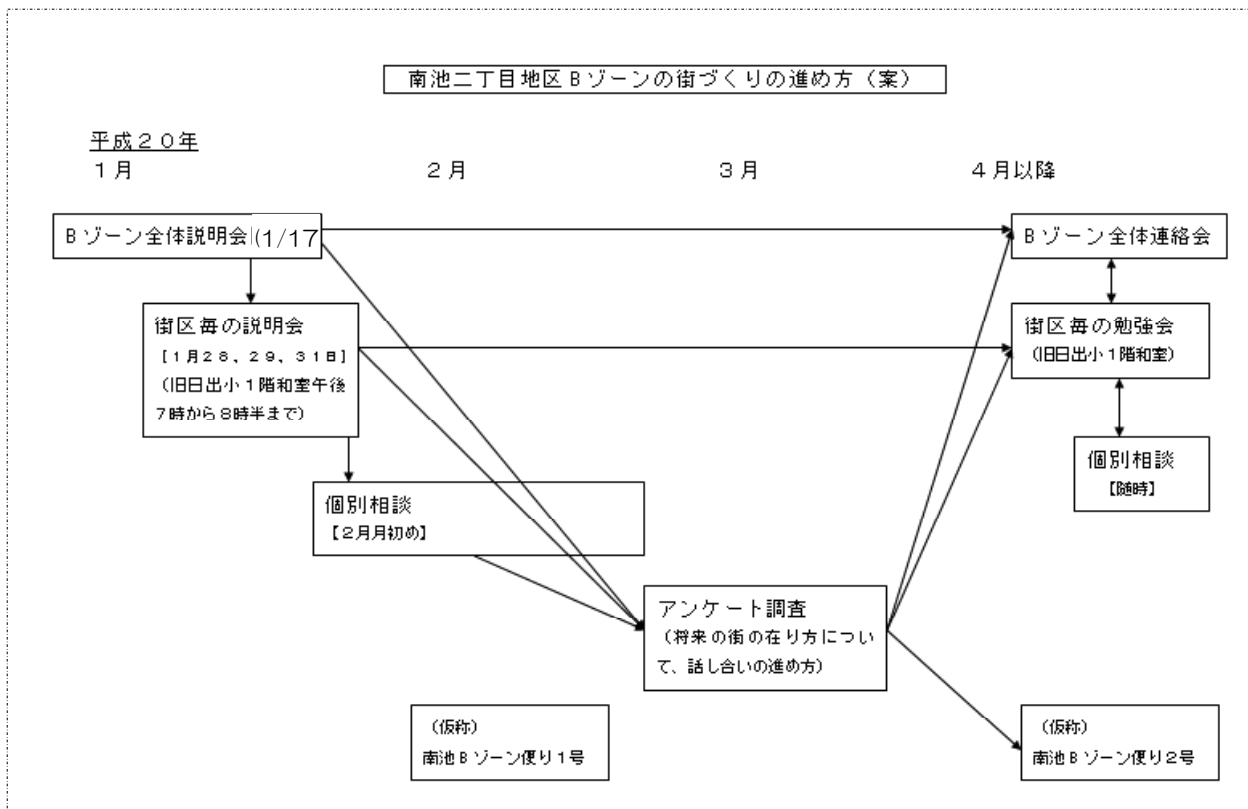 南池二丁目地区Bゾーンの街づくりの進め方（案）
平成２０年
１月
２月
３月
４月以降
Bゾーン全体説明会(1/17
Bゾーン全体連絡会
街区毎の説明会
［１月２８、２９、３１日］
（旧日出小１階和室午後
７時から８時半まで）
街区毎の勉強会
（旧日出小１階和室）
個別相談
【２月月初め】
個別相談
【随時】
アンケート調査
（将来の街の在り方につい
て、話し合いの進め方）
（仮称）
南池Bゾーン便り１号
（仮称）
南池Bゾーン便り２号